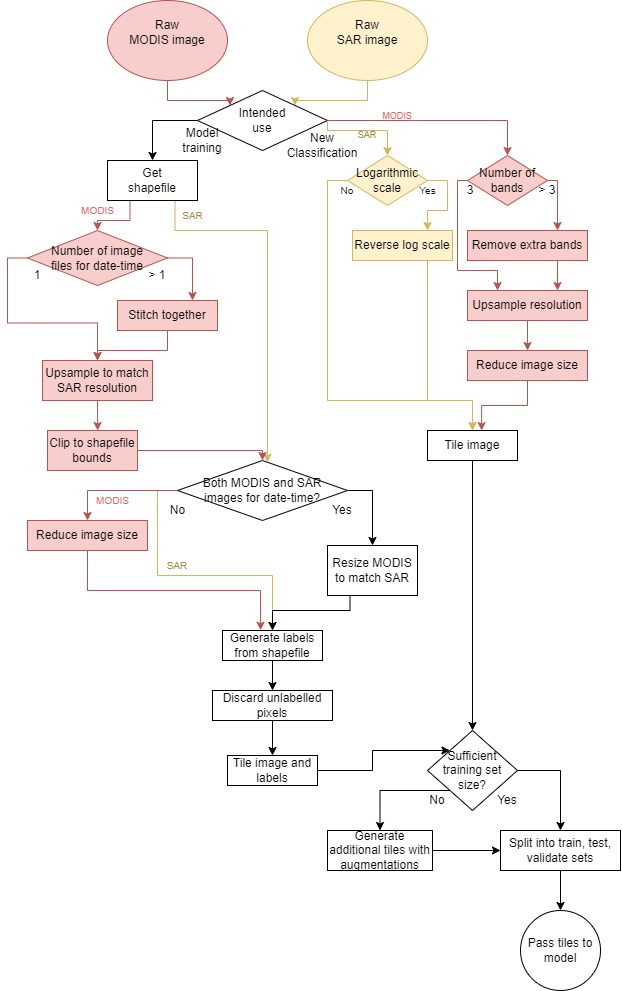 Raw
MODIS image
Raw
SAR image
Intended
use
MODIS
Model
training
New
Classification
SAR
Get
shapefile
Logarithmic
scale
No
Yes
Number of
bands
3
> 3
MODIS
SAR
Reverse log scale
Remove extra bands
Number of image
files for date-time
1
> 1
Stitch together
Upsample resolution
Upsample to match
SAR resolution
Reduce image size
Clip to shapefile
bounds
Tile image
Both MODIS and SAR
images for date-time?
MODIS
No
Yes
Reduce image size
SAR
Resize MODIS
to match SAR
Generate labels
from shapefile
Discard unlabelled
pixels
Tile image and
labels
Sufficient
training set
size?
No
Yes
Generate
additional tiles with
augmentations
Split into train, test,
validate sets
Pass tiles to
model